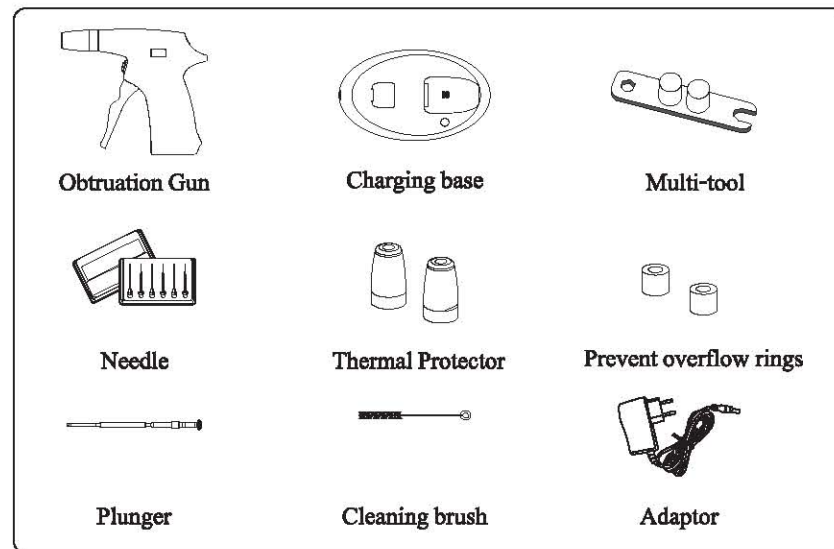 Obtruation Gun
Charging base
Multi-tool
Needle
Thermal Protector
Prevent overflow rings
Plunger
Cleaning brush
Adaptor